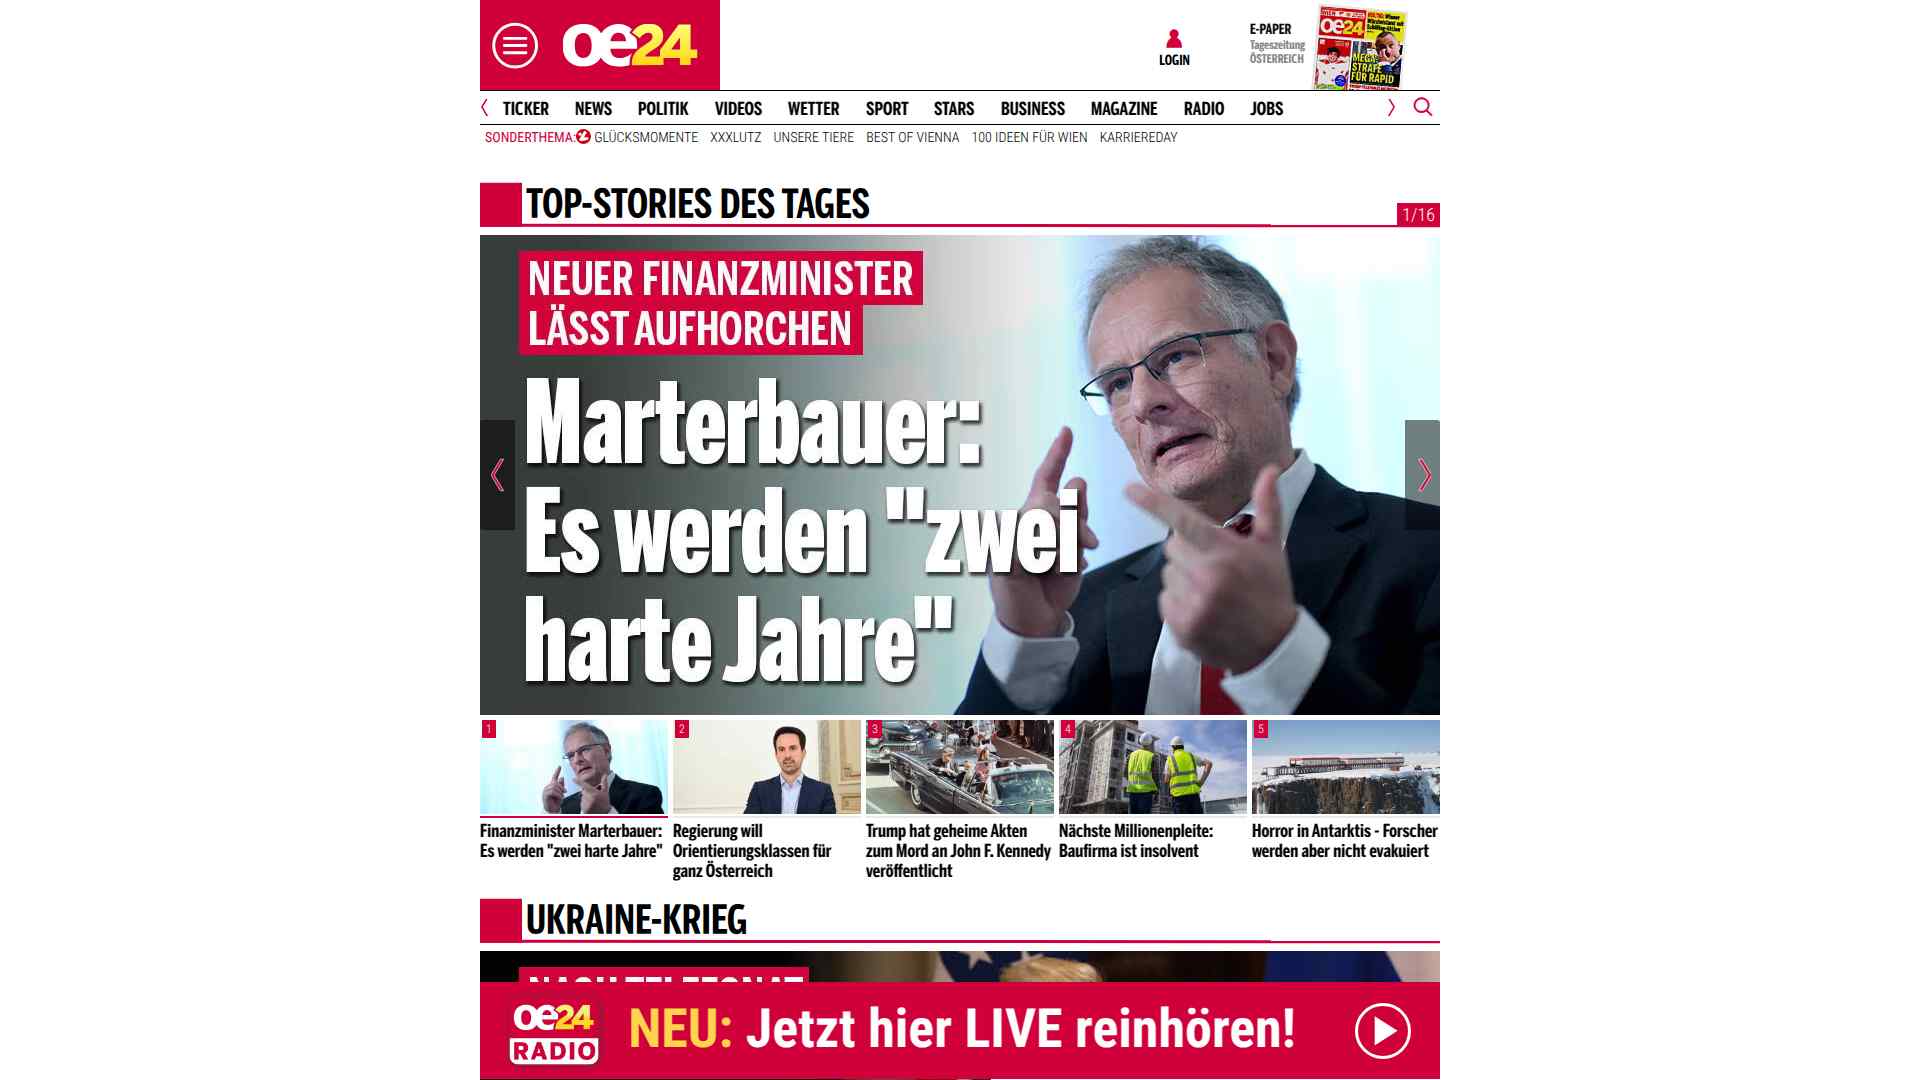 oe24
LOGIN
E-PAPER
Tageszeitung
ÖSTERREICH
oe24
MEGA-
STRAFE
FÜR RAPID
TICKER NEWS POLITIK VIDEOS WETTER SPORT STARS BUSINESS MAGAZINE RADIO JOBS
SONDERTHEMA: GLÜCKSMOMENTE XXXLUTZ UNSERE TIERE BEST OF VIENNA 100 IDEEN FÜR WIEN KARRIEREDAY
TOP-STORIES DES TAGES
1/16
NEUER FINANZMINISTER
LÄSST AUFHORCHEN
Marterbauer:
Es werden "zwei
harte Jahre"
1
Finanzminister Marterbauer:
Es werden "zwei harte Jahre"
2
Regierung will
Orientierungsklassen für
ganz Österreich
3
Trump hat geheime Akten
zum Mord an John F. Kennedy
veröffentlicht
4
Nächste Millionenpleite:
Baufirma ist insolvent
5
Horror in Antarktis - Forscher
werden aber nicht evakuiert
UKRAINE-KRIEG
NACH TELEFONAT
oe24
RADIO
NEU: Jetzt hier LIVE reinhören!